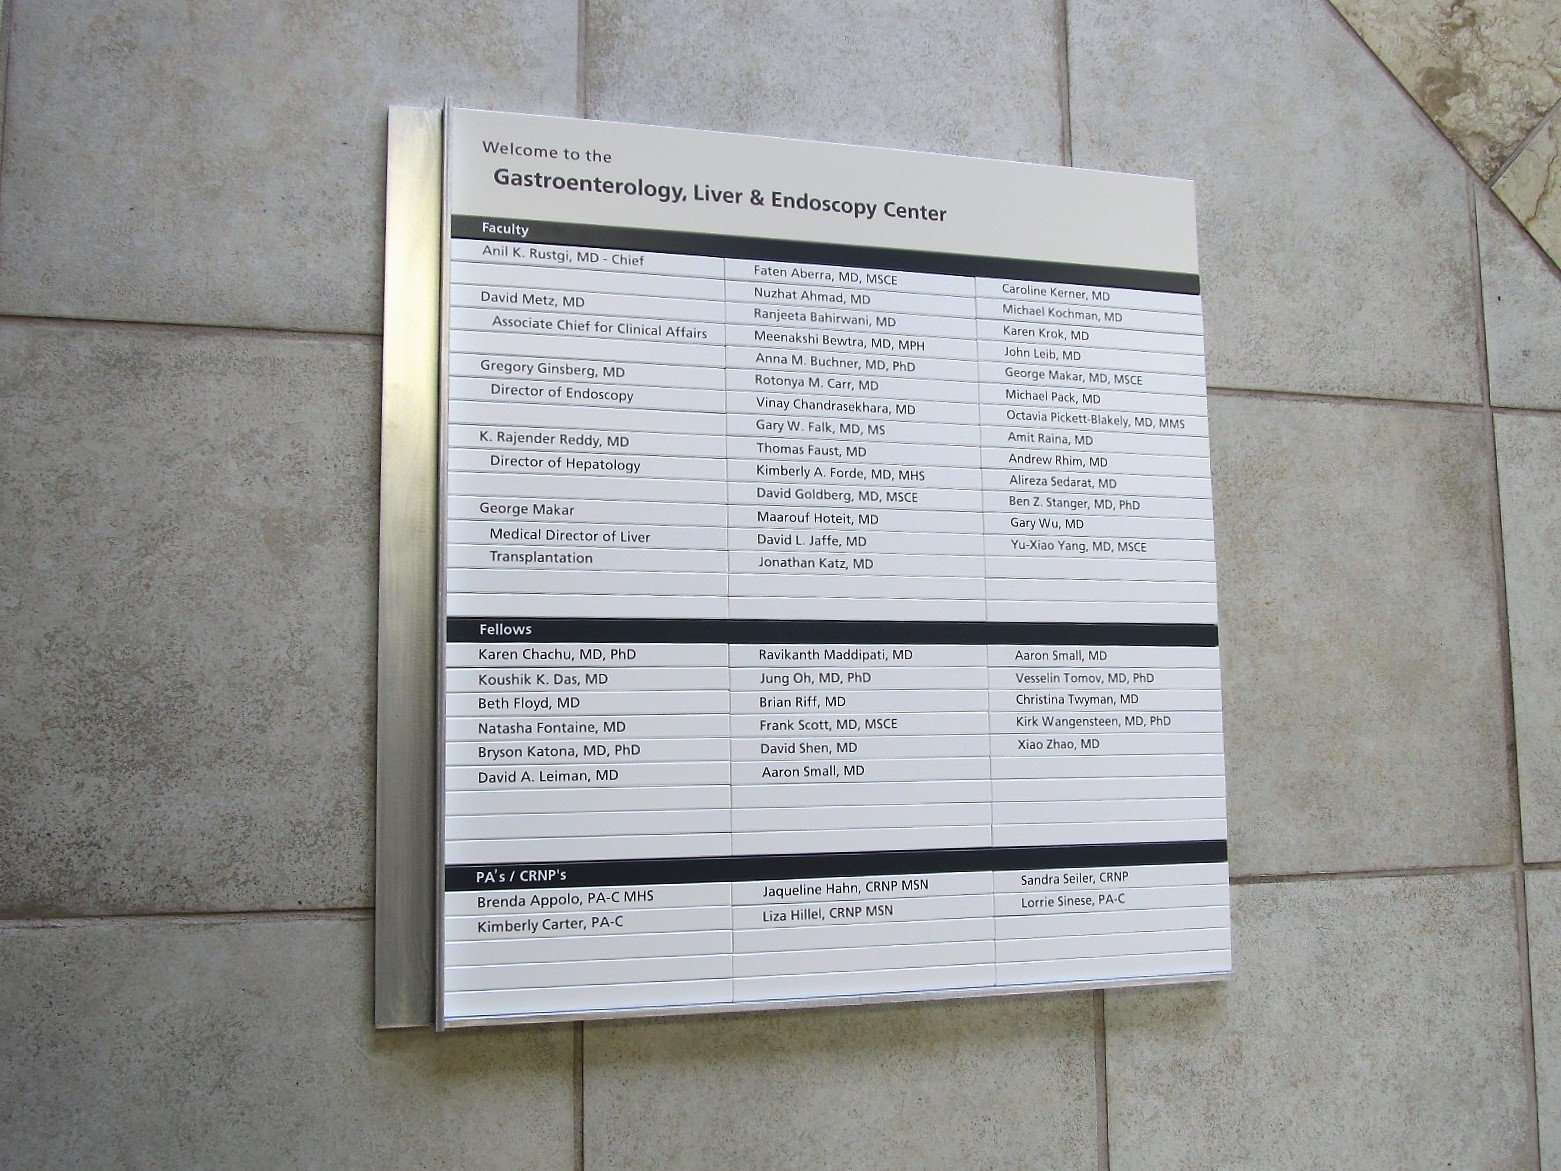 Welcome to the
Gastroenterology, Liver & Endoscopy Center
Faculty
Anil K. Rustgi, MD - Chief
David Metz, MD
Associate Chief for Clinical Affairs
Gregory Ginsberg, MD
Director of Endoscopy
K. Rajender Reddy, MD
Director of Hepatology
George Makar
Medical Director of Liver
Transplantation
Faten Aberra, MD, MSCE
Nuzhat Ahmad, MD
Ranjeeta Bahirwani, MD
Meenakshi Bewtra, MD, MPH
Anna M. Buchner, MD, PhD
Rotonya M. Carr, MD
Vinay Chandrasekhara, MD
Gary W. Falk, MD, MS
Thomas Faust, MD
Kimberly A. Forde, MD, MHS
David Goldberg, MD, MSCE
Maarouf Hoteit, MD
David L. Jaffe, MD
Jonathan Katz, MD
Caroline Kerner, MD
Michael Kochman, MD
Karen Krok, MD
John Leib, MD
George Makar, MD, MSCE
Michael Pack, MD
Octavia Pickett-Blakely, MD, MMS
Amit Raina, MD
Andrew Rhim, MD
Alireza Sedarat, MD
Ben Z. Stanger, MD, PhD
Gary Wu, MD
Yu-Xiao Yang, MD, MSCE
Fellows
Karen Chachu, MD, PhD
Koushik K. Das, MD
Beth Floyd, MD
Natasha Fontaine, MD
Bryson Katona, MD, PhD
David A. Leiman, MD
Ravikanth Maddipati, MD
Jung Oh, MD, PhD
Brian Riff, MD
Frank Scott, MD, MSCE
David Shen, MD
Aaron Small, MD
Aaron Small, MD
Vesselin Tomov, MD, PhD
Christina Twyman, MD
Kirk Wangensteen, MD, PhD
Xiao Zhao, MD
PA's / CRNP's
Brenda Appolo, PA-C MHS
Kimberly Carter, PA-C
Jaqueline Hahn, CRNP MSN
Liza Hillel, CRNP MSN
Sandra Seiler, CRNP
Lorrie Sinese, PA-C